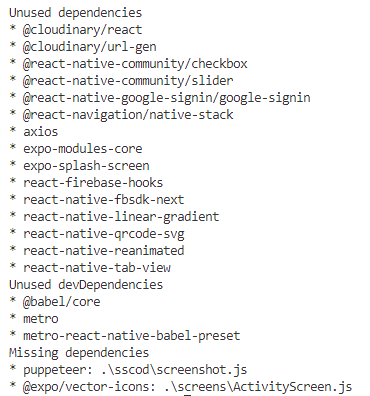 Unused dependencies
* @cloudinary/react
* @cloudinary/url-gen
* @react-native-community/checkbox
* @react-native-community/slider
* @react-native-google-signin/google-signin
* @react-navigation/native-stack
* axios
* expo-modules-core
* expo-splash-screen
* react-firebase-hooks
* react-native-fbsdk-next
* react-native-linear-gradient
* react-native-qrcode-svg
* react-native-reanimated
* react-native-tab-view
Unused devDependencies
* @babel/core
* metro
* metro-react-native-babel-preset
Missing dependencies
* puppeteer: .\sscod\screenshot.js
* @expo/vector-icons: .\screens\ActivityScreen.js